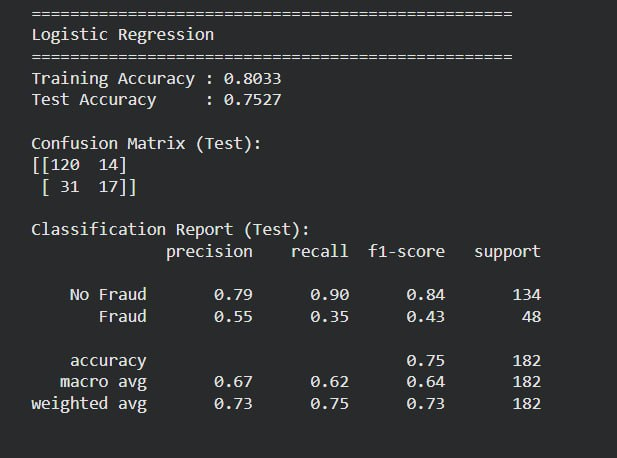 ==================================================
Logistic Regression
==================================================
Training Accuracy : 0.8033
Test Accuracy     : 0.7527

Confusion Matrix (Test):
[[120  14]
 [ 31  17]]

Classification Report (Test):
              precision    recall  f1-score   support

    No Fraud       0.79      0.90      0.84       134
       Fraud       0.55      0.35      0.43        48

    accuracy                           0.75       182
   macro avg       0.67      0.62      0.64       182
weighted avg       0.73      0.75      0.73       182